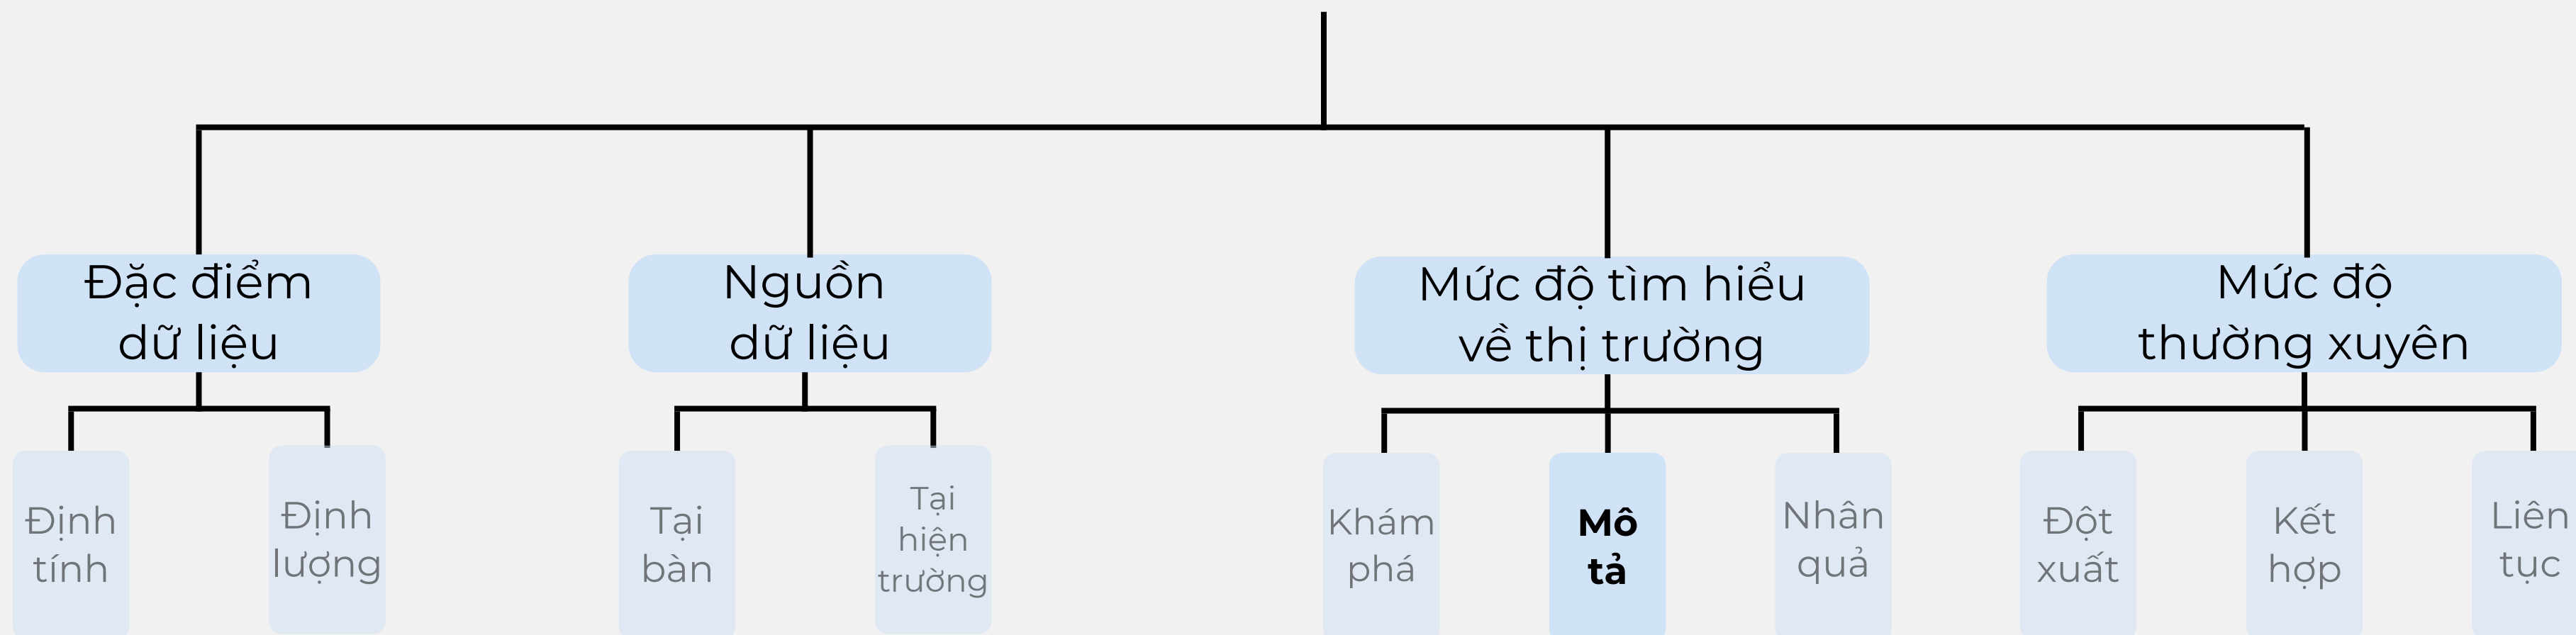 Đặc điểm
dữ liệu
Nguồn
dữ liệu
Mức độ tìm hiểu
về thị trường
Mức độ
thường xuyên
Định
tính
Định
lượng
Tại
bàn
Tại
hiện
trường
Khám
phá
Mô
tả
Nhân
quả
Đột
xuất
Kết
hợp
Liên
tục